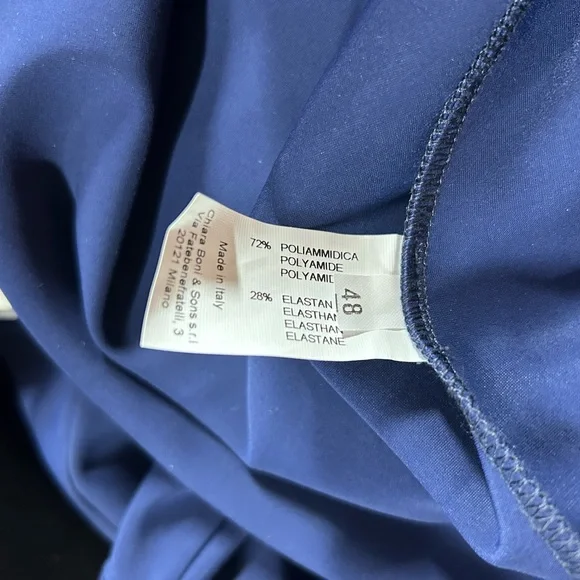 72% POLIAMMIDICA
POLYAMIDE
POLYAMID
28% ELASTAN
ELASTHAN
ELASTHAN
ELASTANE
48
Made in Italy
Chiara Boni & Sons s.r.l
Via Fatebenefratelli, 3
20121 Milano